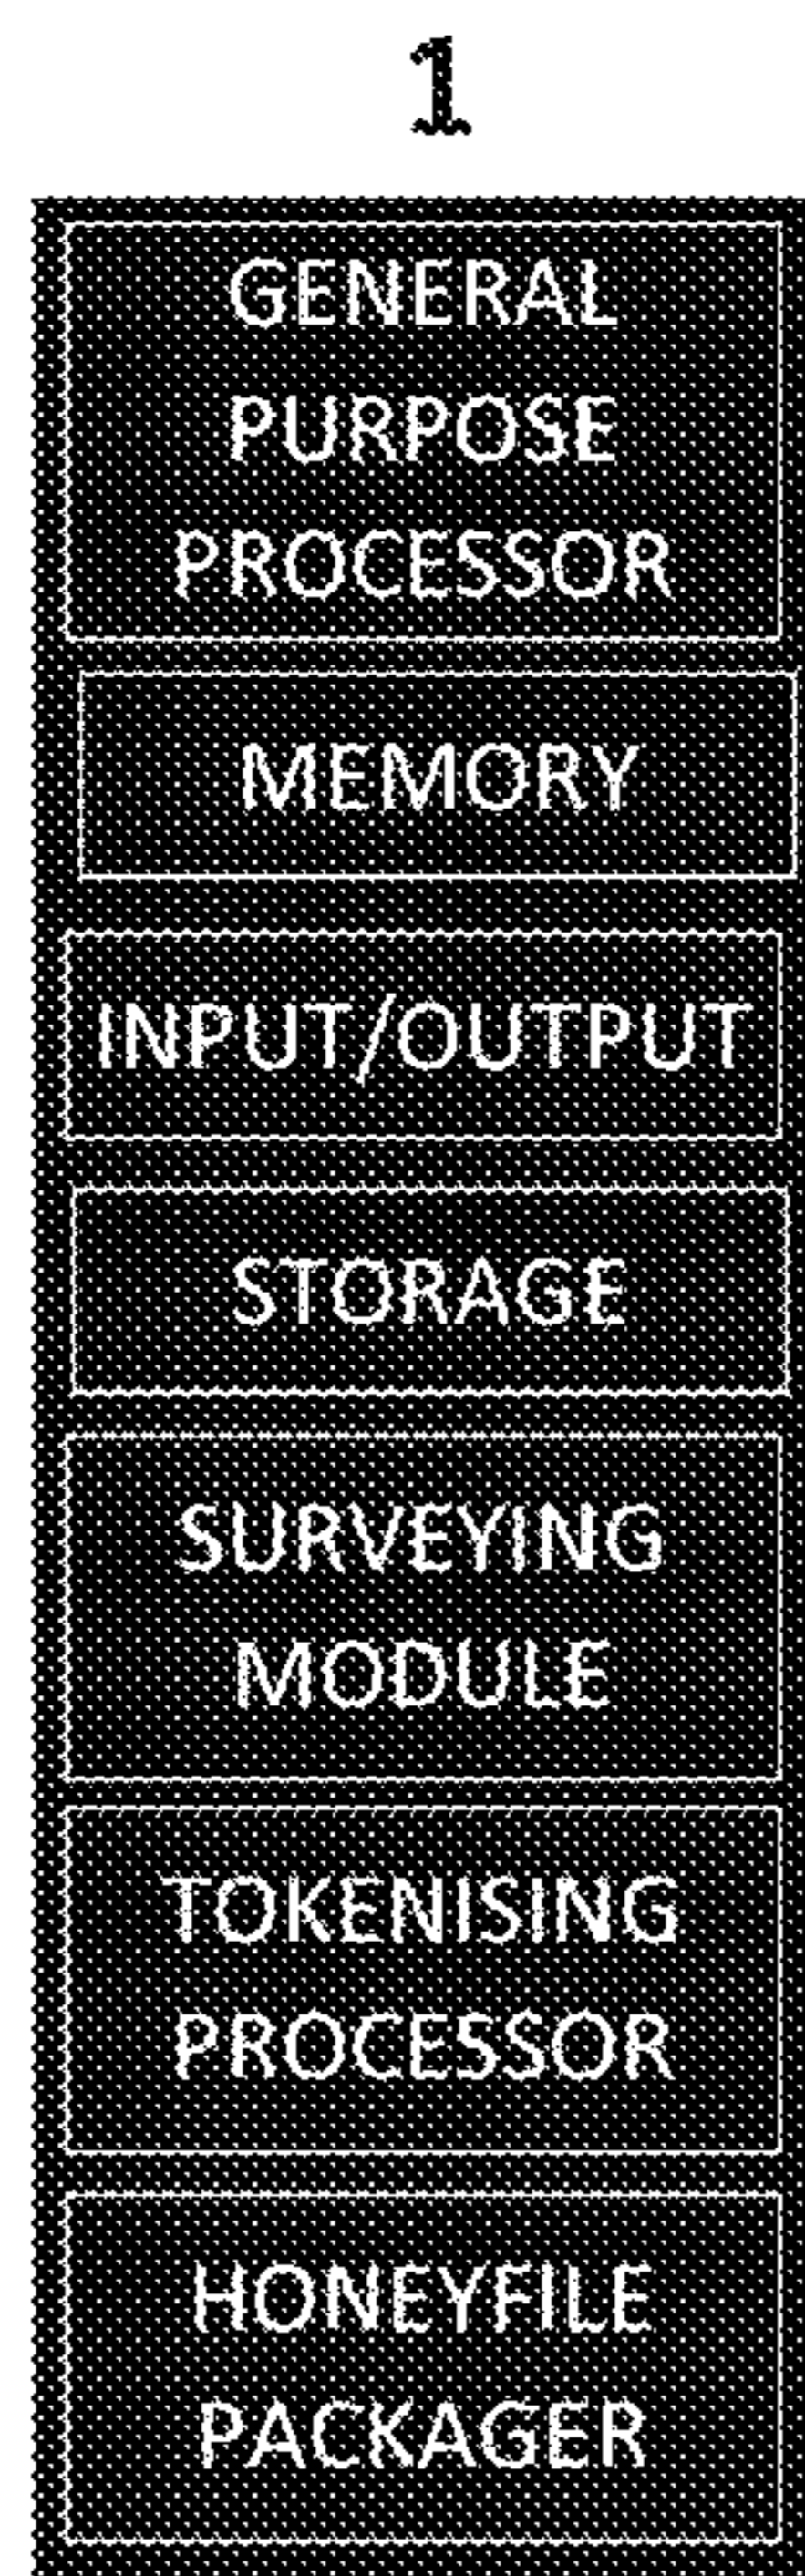 1
GENERAL
PURPOSE
PROCESSOR
MEMORY
INPUT/OUTPUT
STORAGE
SURVEYING
MODULE
TOKENISING
PROCESSOR
HONEYFILE
PACKAGER